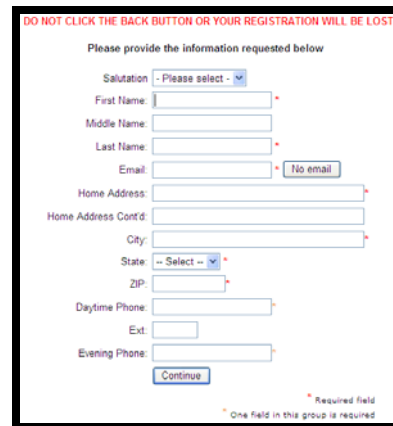 DO NOT CLICK THE BACK BUTTON OR YOUR REGISTRATION WILL BE LOST
Please provide the information requested below
Salutation - Please select -
First Name: *
Middle Name:
Last Name: *
Email: * No email
Home Address: *
Home Address Cont'd:
City: *
State: -- Select -- *
ZIP: *
Daytime Phone: *
Ext:
Evening Phone: *
Continue
* Required field
* One field in this group is required